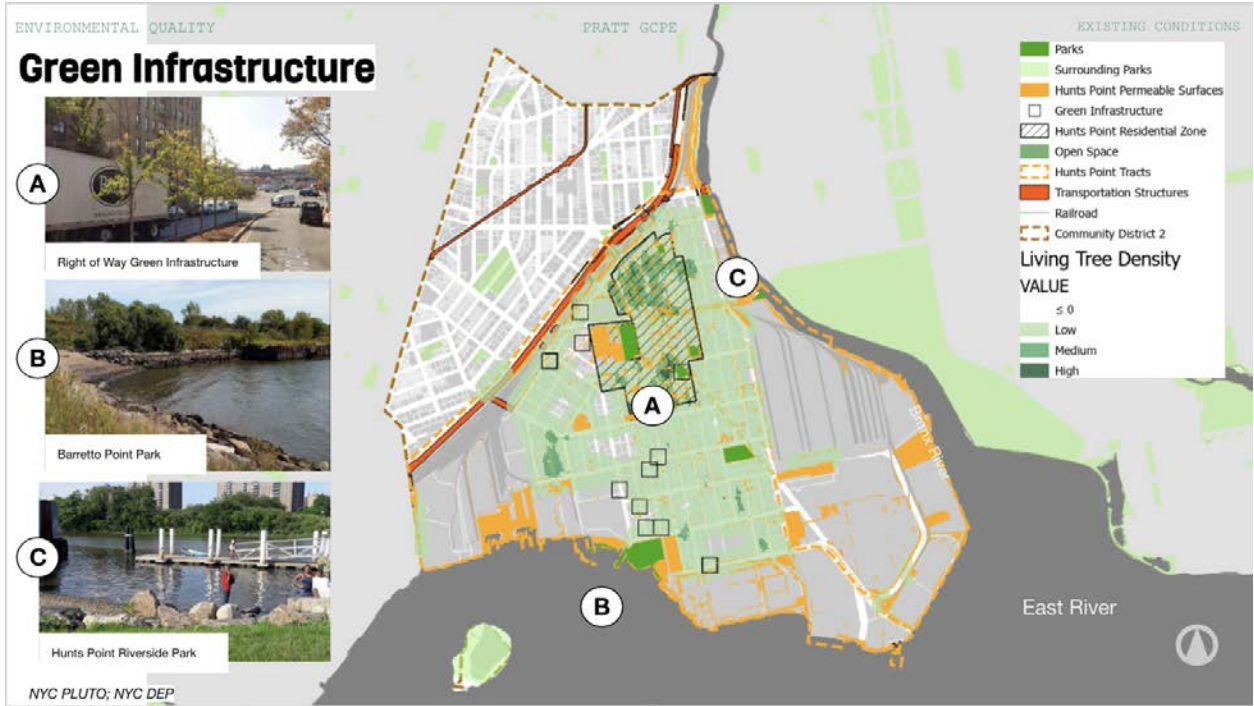 ENVIRONMENTAL QUALITY
PRATT GCPE
EXISTING CONDITIONS
Green Infrastructure
A
Right of Way Green Infrastructure
B
Barretto Point Park
C
Hunts Point Riverside Park
NYC PLUTO; NYC DEP
C
A
B
Bronx River
East River
Parks
Surrounding Parks
Hunts Point Permeable Surfaces
Green Infrastructure
Hunts Point Residential Zone
Open Space
Hunts Point Tracts
Transportation Structures
Railroad
Community District 2
Living Tree Density
VALUE
≤ 0
Low
Medium
High